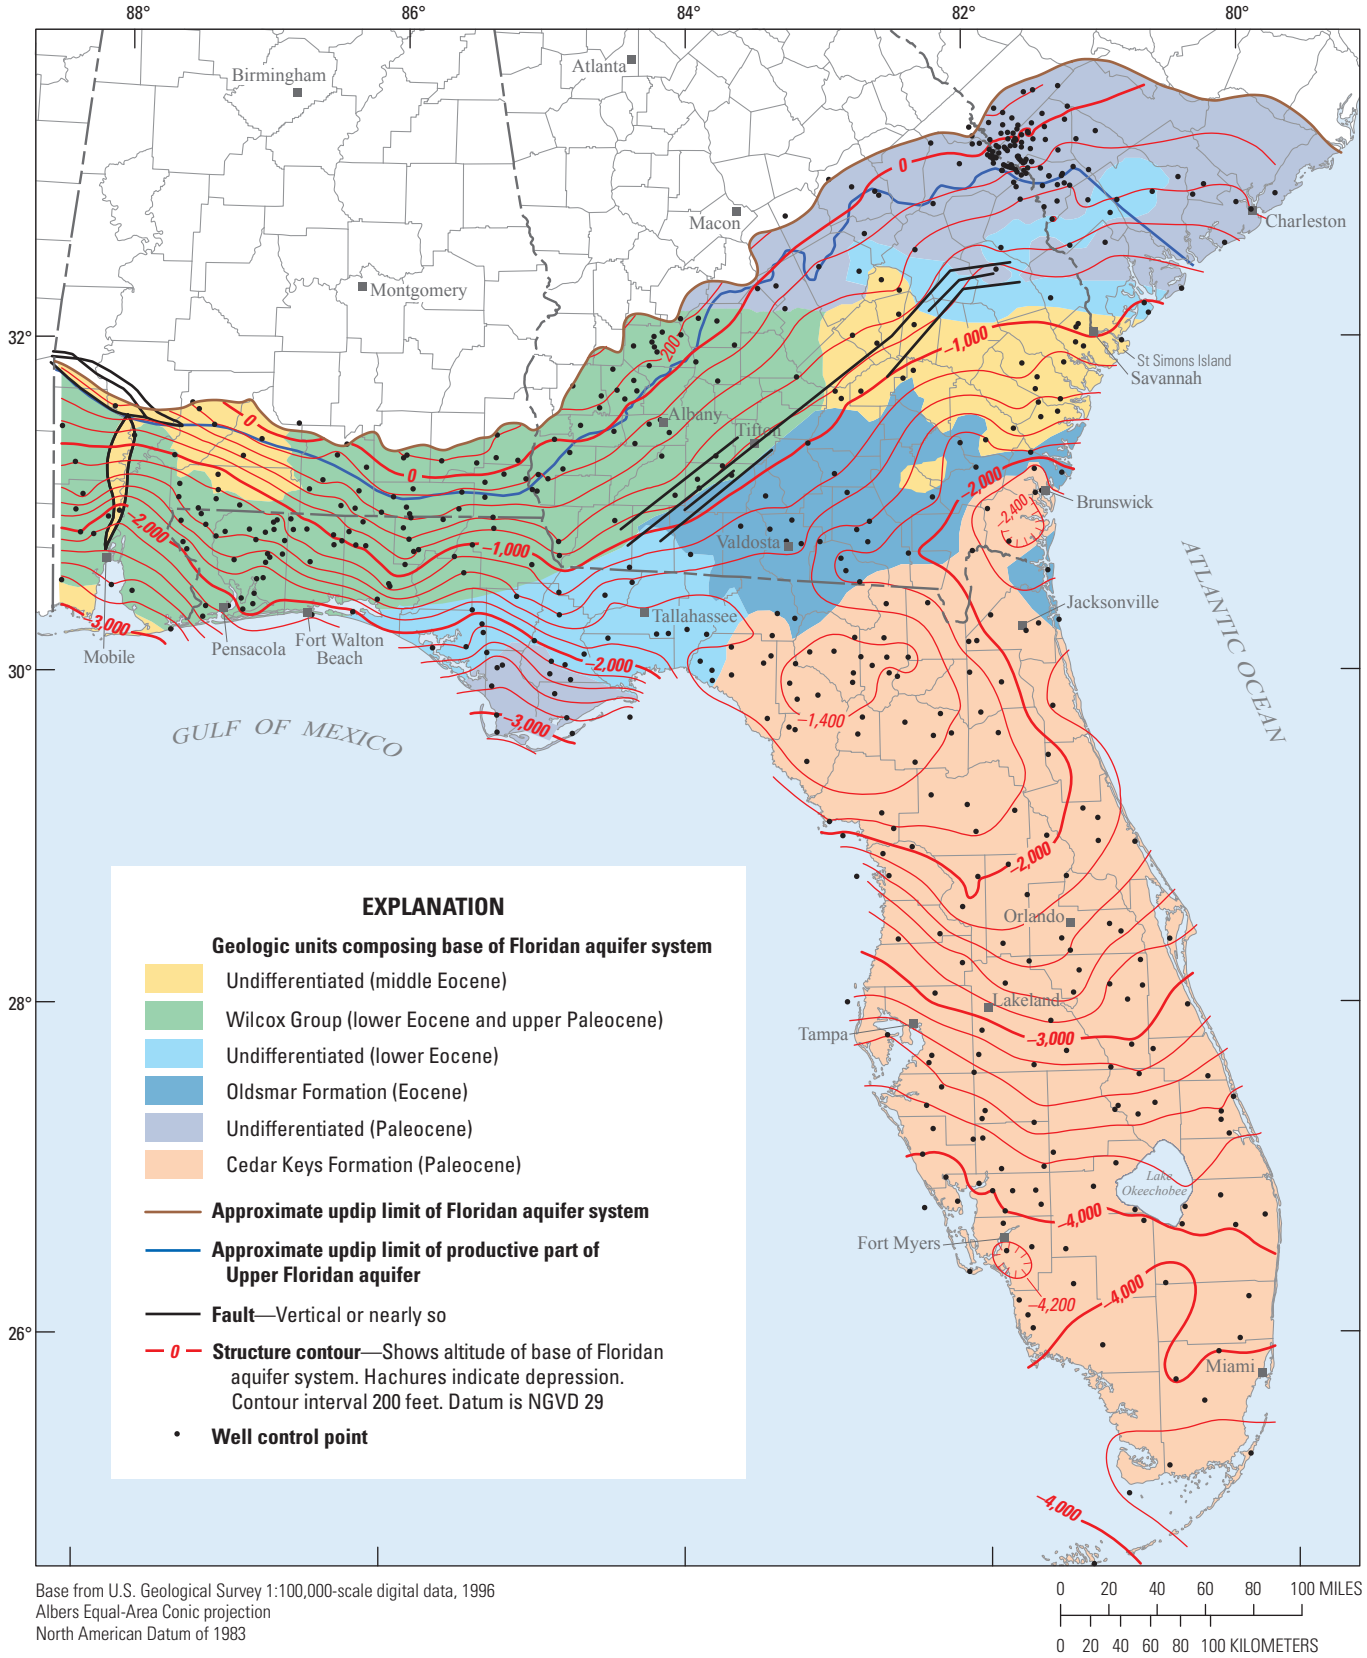 88°
86°
84°
82°
80°
Birmingham
Atlanta
Macon
Montgomery
Charleston
0
32°
200
–1,000
St Simons Island
Savannah
Albany
Tifton
0
0
–2,000
–2,000
–2,400
Brunswick
–1,000
Valdosta
ATLANTIC OCEAN
Tallahassee
Jacksonville
–3,000
Mobile
Pensacola
Fort Walton
Beach
30°
–2,000
–3,000
–1,400
GULF OF MEXICO
–2,000
Orlando
28°
Lakeland
Tampa
–3,000
Lake
Okeechobee
–4,000
Fort Myers
–4,200
–4,000
26°
Miami
–4,000
EXPLANATION
Geologic units composing base of Floridan aquifer system
Undifferentiated (middle Eocene)
Wilcox Group (lower Eocene and upper Paleocene)
Undifferentiated (lower Eocene)
Oldsmar Formation (Eocene)
Undifferentiated (Paleocene)
Cedar Keys Formation (Paleocene)
Approximate updip limit of Floridan aquifer system
Approximate updip limit of productive part of
Upper Floridan aquifer
Fault—Vertical or nearly so
0 Structure contour—Shows altitude of base of Floridan
aquifer system. Hachures indicate depression.
Contour interval 200 feet. Datum is NGVD 29
Well control point
Base from U.S. Geological Survey 1:100,000-scale digital data, 1996
Albers Equal-Area Conic projection
North American Datum of 1983
0 20 40 60 80 100 MILES
0 20 40 60 80 100 KILOMETERS